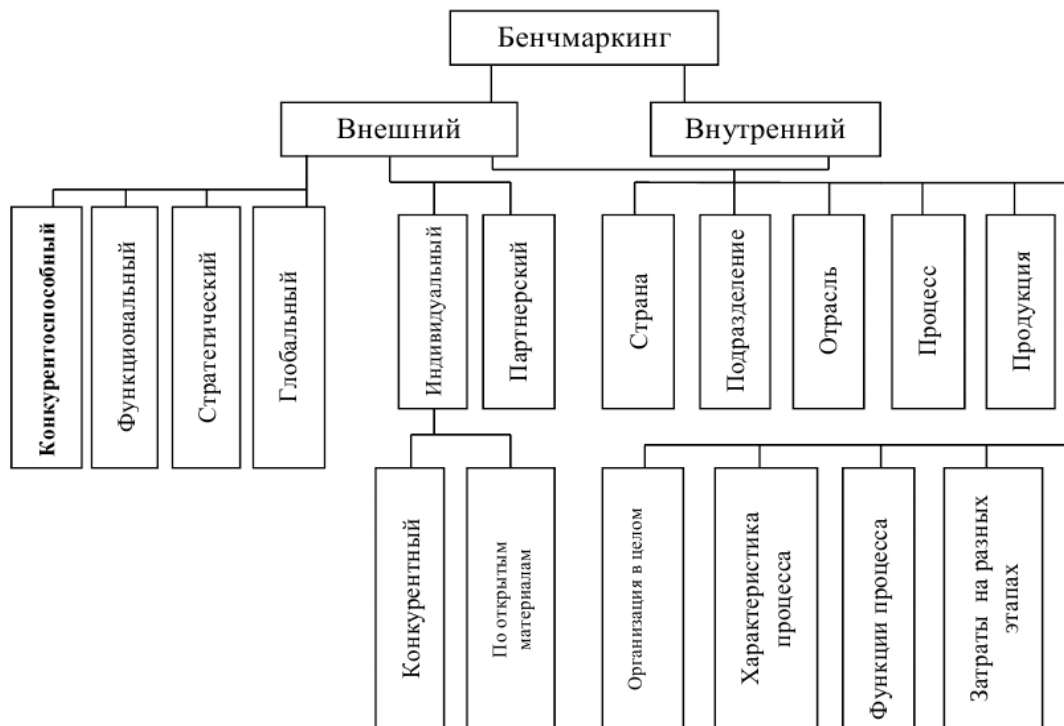 Бенчмаркинг
Внешний
Внутренний
Конкурентоспособный
Функциональный
Стратегический
Глобальный
Индивидуальный
Партнерский
Страна
Подразделение
Отрасль
Процесс
Продукция
Конкурентный
По открытым
материалам
Организация в целом
Характеристика
процесса
Функции процесса
Затраты на разных
этапах